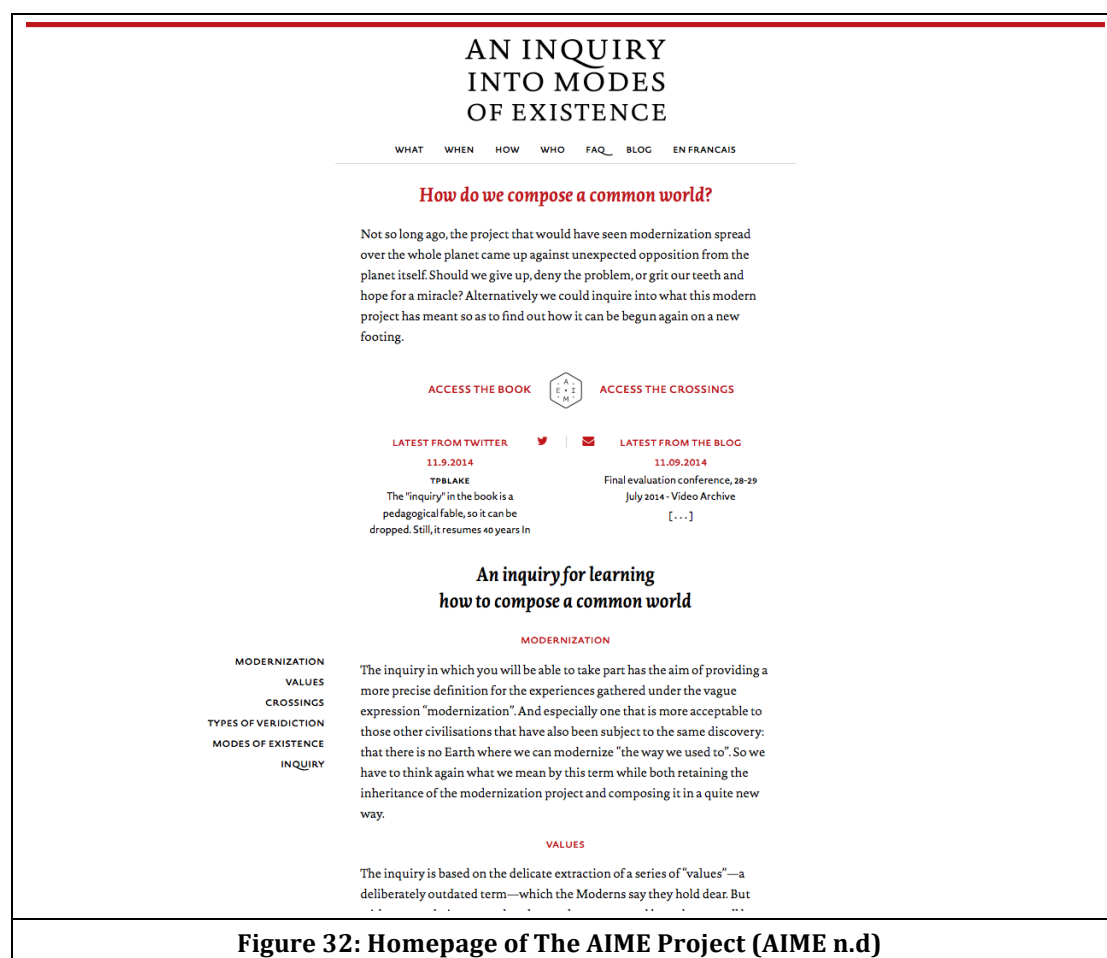 AN INQUIRY
INTO MODES
OF EXISTENCE
WHAT WHEN HOW WHO FAQ BLOG EN FRANCAIS
How do we compose a common world?
Not so long ago, the project that would have seen modernization spread
over the whole planet came up against unexpected opposition from the
planet itself. Should we give up, deny the problem, or grit our teeth and
hope for a miracle? Alternatively we could inquire into what this modern
project has meant so as to find out how it can be begun again on a new
footing.
ACCESS THE BOOK
A
E • I
M
ACCESS THE CROSSINGS
LATEST FROM TWITTER
11.9.2014
TPBLAKE
The "inquiry" in the book is a
pedagogical fable, so it can be
dropped. Still, it resumes 40 years In
LATEST FROM THE BLOG
11.09.2014
Final evaluation conference, 28-29
July 2014 - Video Archive
[...]
An inquiry for learning
how to compose a common world
MODERNIZATION
VALUES
CROSSINGS
TYPES OF VERIDICTION
MODES OF EXISTENCE
INQUIRY
MODERNIZATION
The inquiry in which you will be able to take part has the aim of providing a
more precise definition for the experiences gathered under the vague
expression “modernization”. And especially one that is more acceptable to
those other civilisations that have also been subject to the same discovery:
that there is no Earth where we can modernize “the way we used to”. So we
have to think again what we mean by this term while both retaining the
inheritance of the modernization project and composing it in a quite new
way.
VALUES
The inquiry is based on the delicate extraction of a series of “values”—a
deliberately outdated term—which the Moderns say they hold dear. But
Figure 32: Homepage of The AIME Project (AIME n.d)